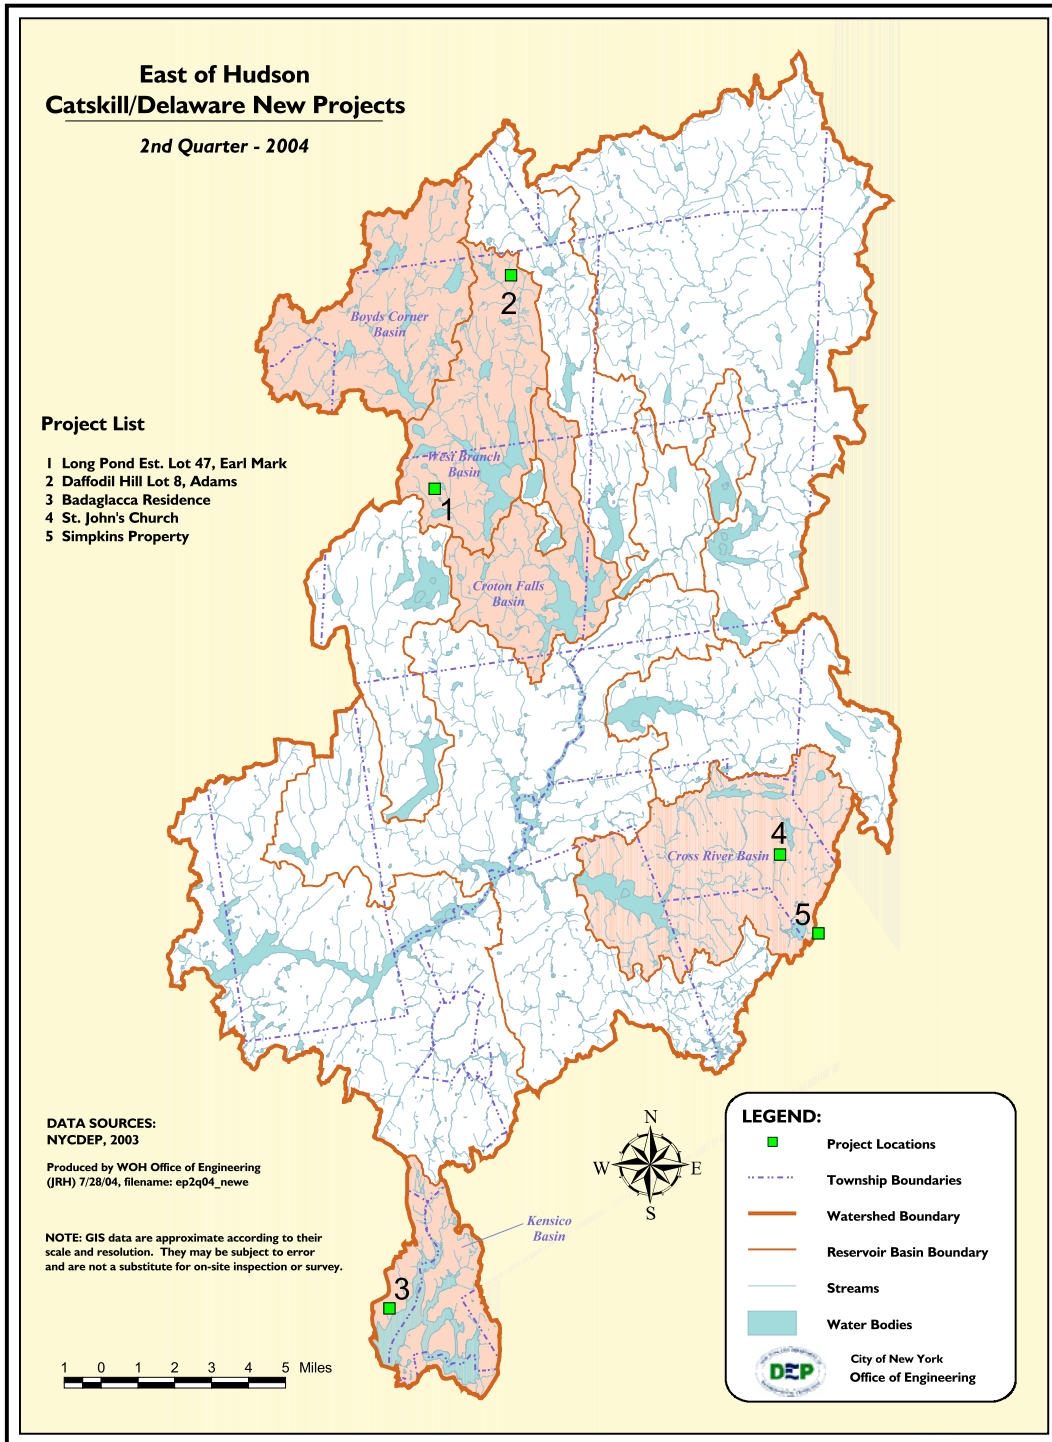 East of Hudson
Catskill/Delaware New Projects
2nd Quarter - 2004
2
Boyds Corner
Basin
Project List
1 Long Pond Est. Lot 47, Earl Mark
2 Daffodil Hill Lot 8, Adams
3 Badaglacca Residence
4 St. John's Church
5 Simpkins Property
West Branch
Basin
1
Croton Falls
Basin
4
Cross River Basin
5
DATA SOURCES:
NYCDEP, 2003
Produced by WOH Office of Engineering
(JRH) 7/28/04, filename: ep2q04_newe
NOTE: GIS data are approximate according to their
scale and resolution. They may be subject to error
and are not a substitute for on-site inspection or survey.
N
W E
S
Kensico
Basin
3
1 0 1 2 3 4 5 Miles
LEGEND:
Project Locations
Township Boundaries
Watershed Boundary
Reservoir Basin Boundary
Streams
Water Bodies
DEP
City of New York
Office of Engineering